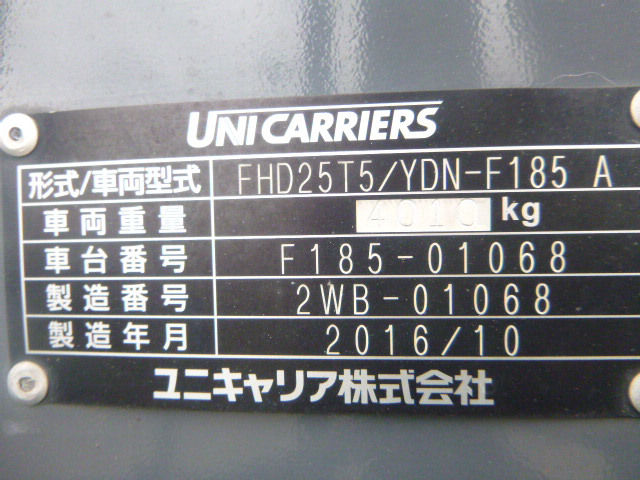 UNICARRIERS
形式/車両型式 FHD25T5/YDN-F185 A
車両重量 4010 kg
車台番号 F185-01068
製造番号 2WB-01068
製造年月 2016/10
ユニキャリア株式会社